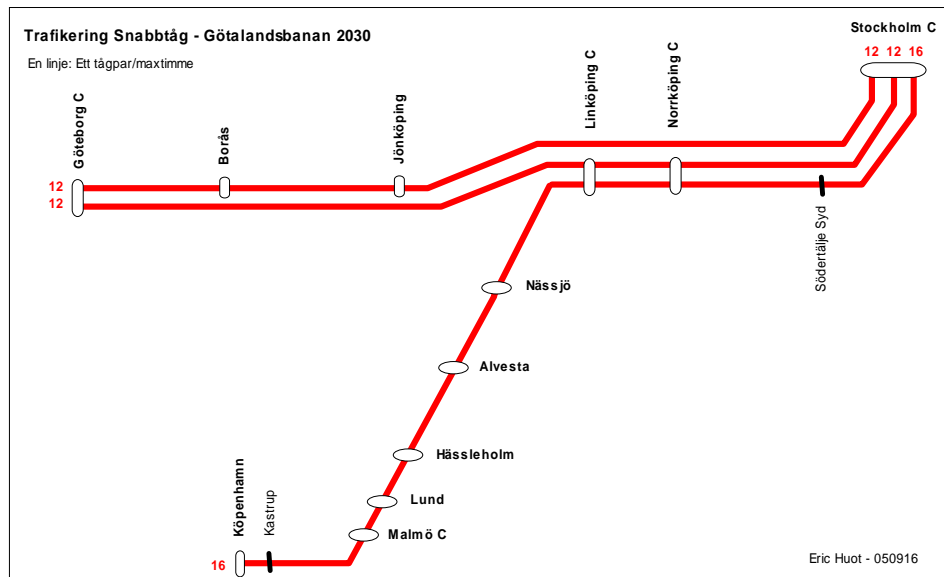 Trafikering Snabbtåg - Götalandsbanan 2030
En linje: Ett tågpar/maxtimme
Stockholm C
12 12 16
Göteborg C
Borås
Jönköping
Linköping C
Norrköping C
12
12
Södertälje Syd
Nässjö
Alvesta
Hässleholm
Lund
Malmö C
Köpenhamn
Kastrup
16
Eric Huot - 050916